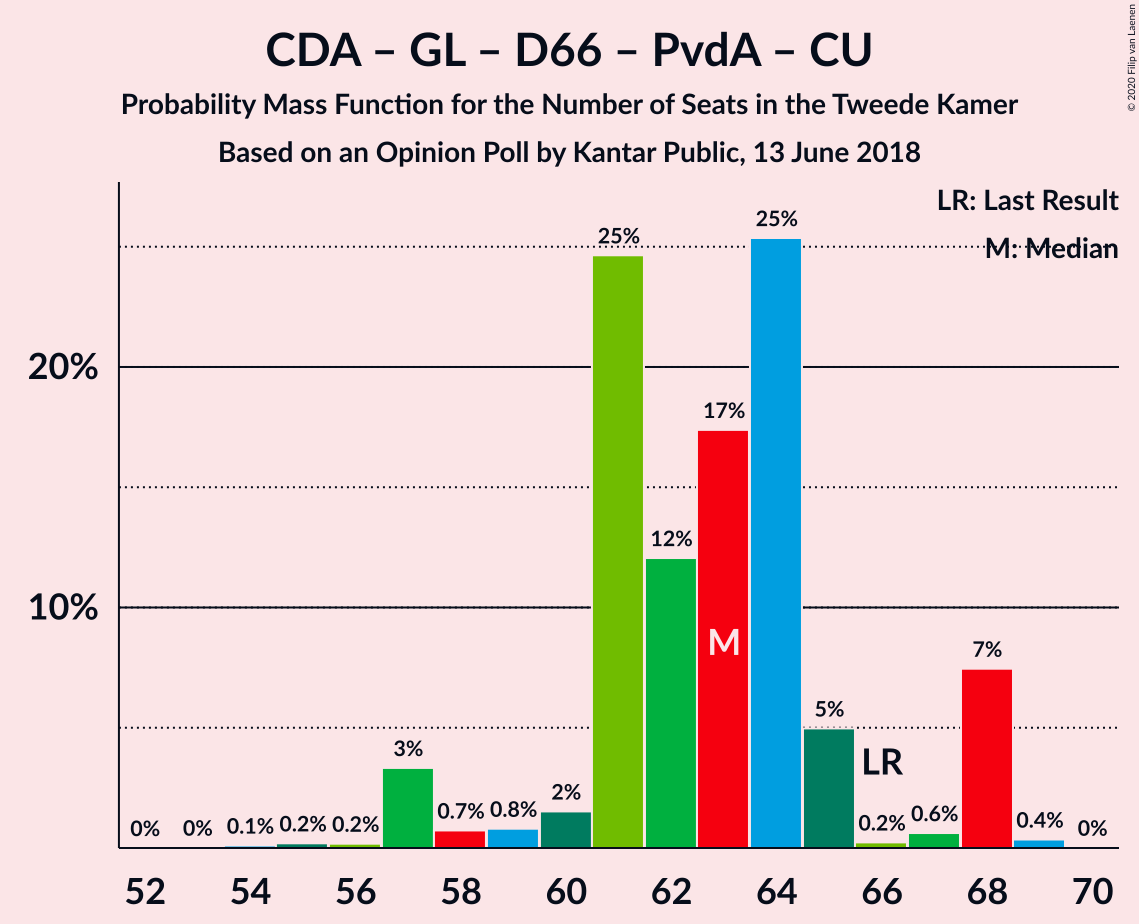 CDA – GL – D66 – PvdA – CU
Probability Mass Function for the Number of Seats in the Tweede Kamer
Based on an Opinion Poll by Kantar Public, 13 June 2018
© 2020 Filip van Laenen
LR: Last Result
M: Median
20%
10%
0% 0% 0.1% 0.2% 0.2% 3% 0.7% 0.8% 2% 25% 12% 17% 25% 5% 0.2% 0.6% 7% 0.4% 0%
M
LR
52 54 56 58 60 62 64 66 68 70